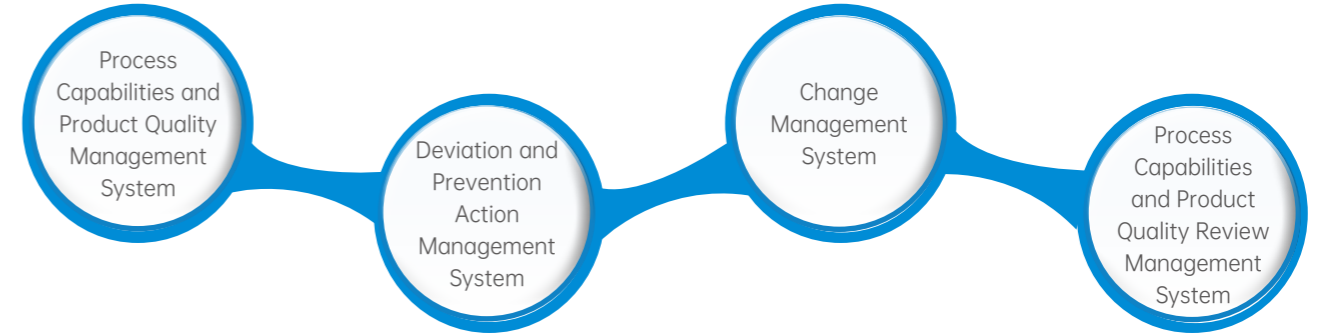 Process
Capabilities and
Product Quality
Management
System
Deviation and
Prevention
Action
Management
System
Change
Management
System
Process
Capabilities
and Product
Quality Review
Management
System